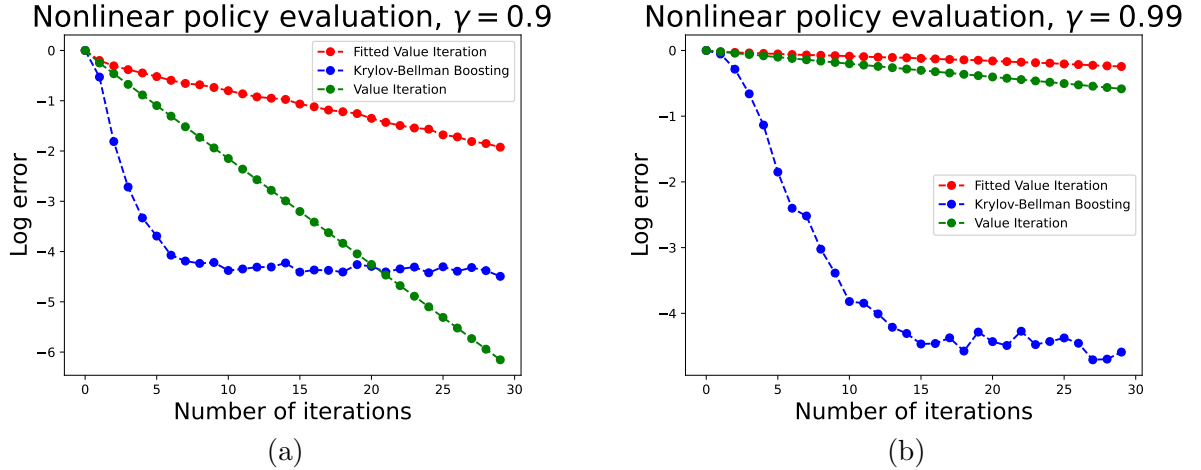 Nonlinear policy evaluation, γ = 0.9
0
−1
−2
−3
−4
−5
−6
Log error
Fitted Value Iteration
Krylov-Bellman Boosting
Value Iteration
0 5 10 15 20 25 30
Number of iterations
(a)
Nonlinear policy evaluation, γ = 0.99
0
−1
−2
−3
−4
Log error
Fitted Value Iteration
Krylov-Bellman Boosting
Value Iteration
0 5 10 15 20 25 30
Number of iterations
(b)